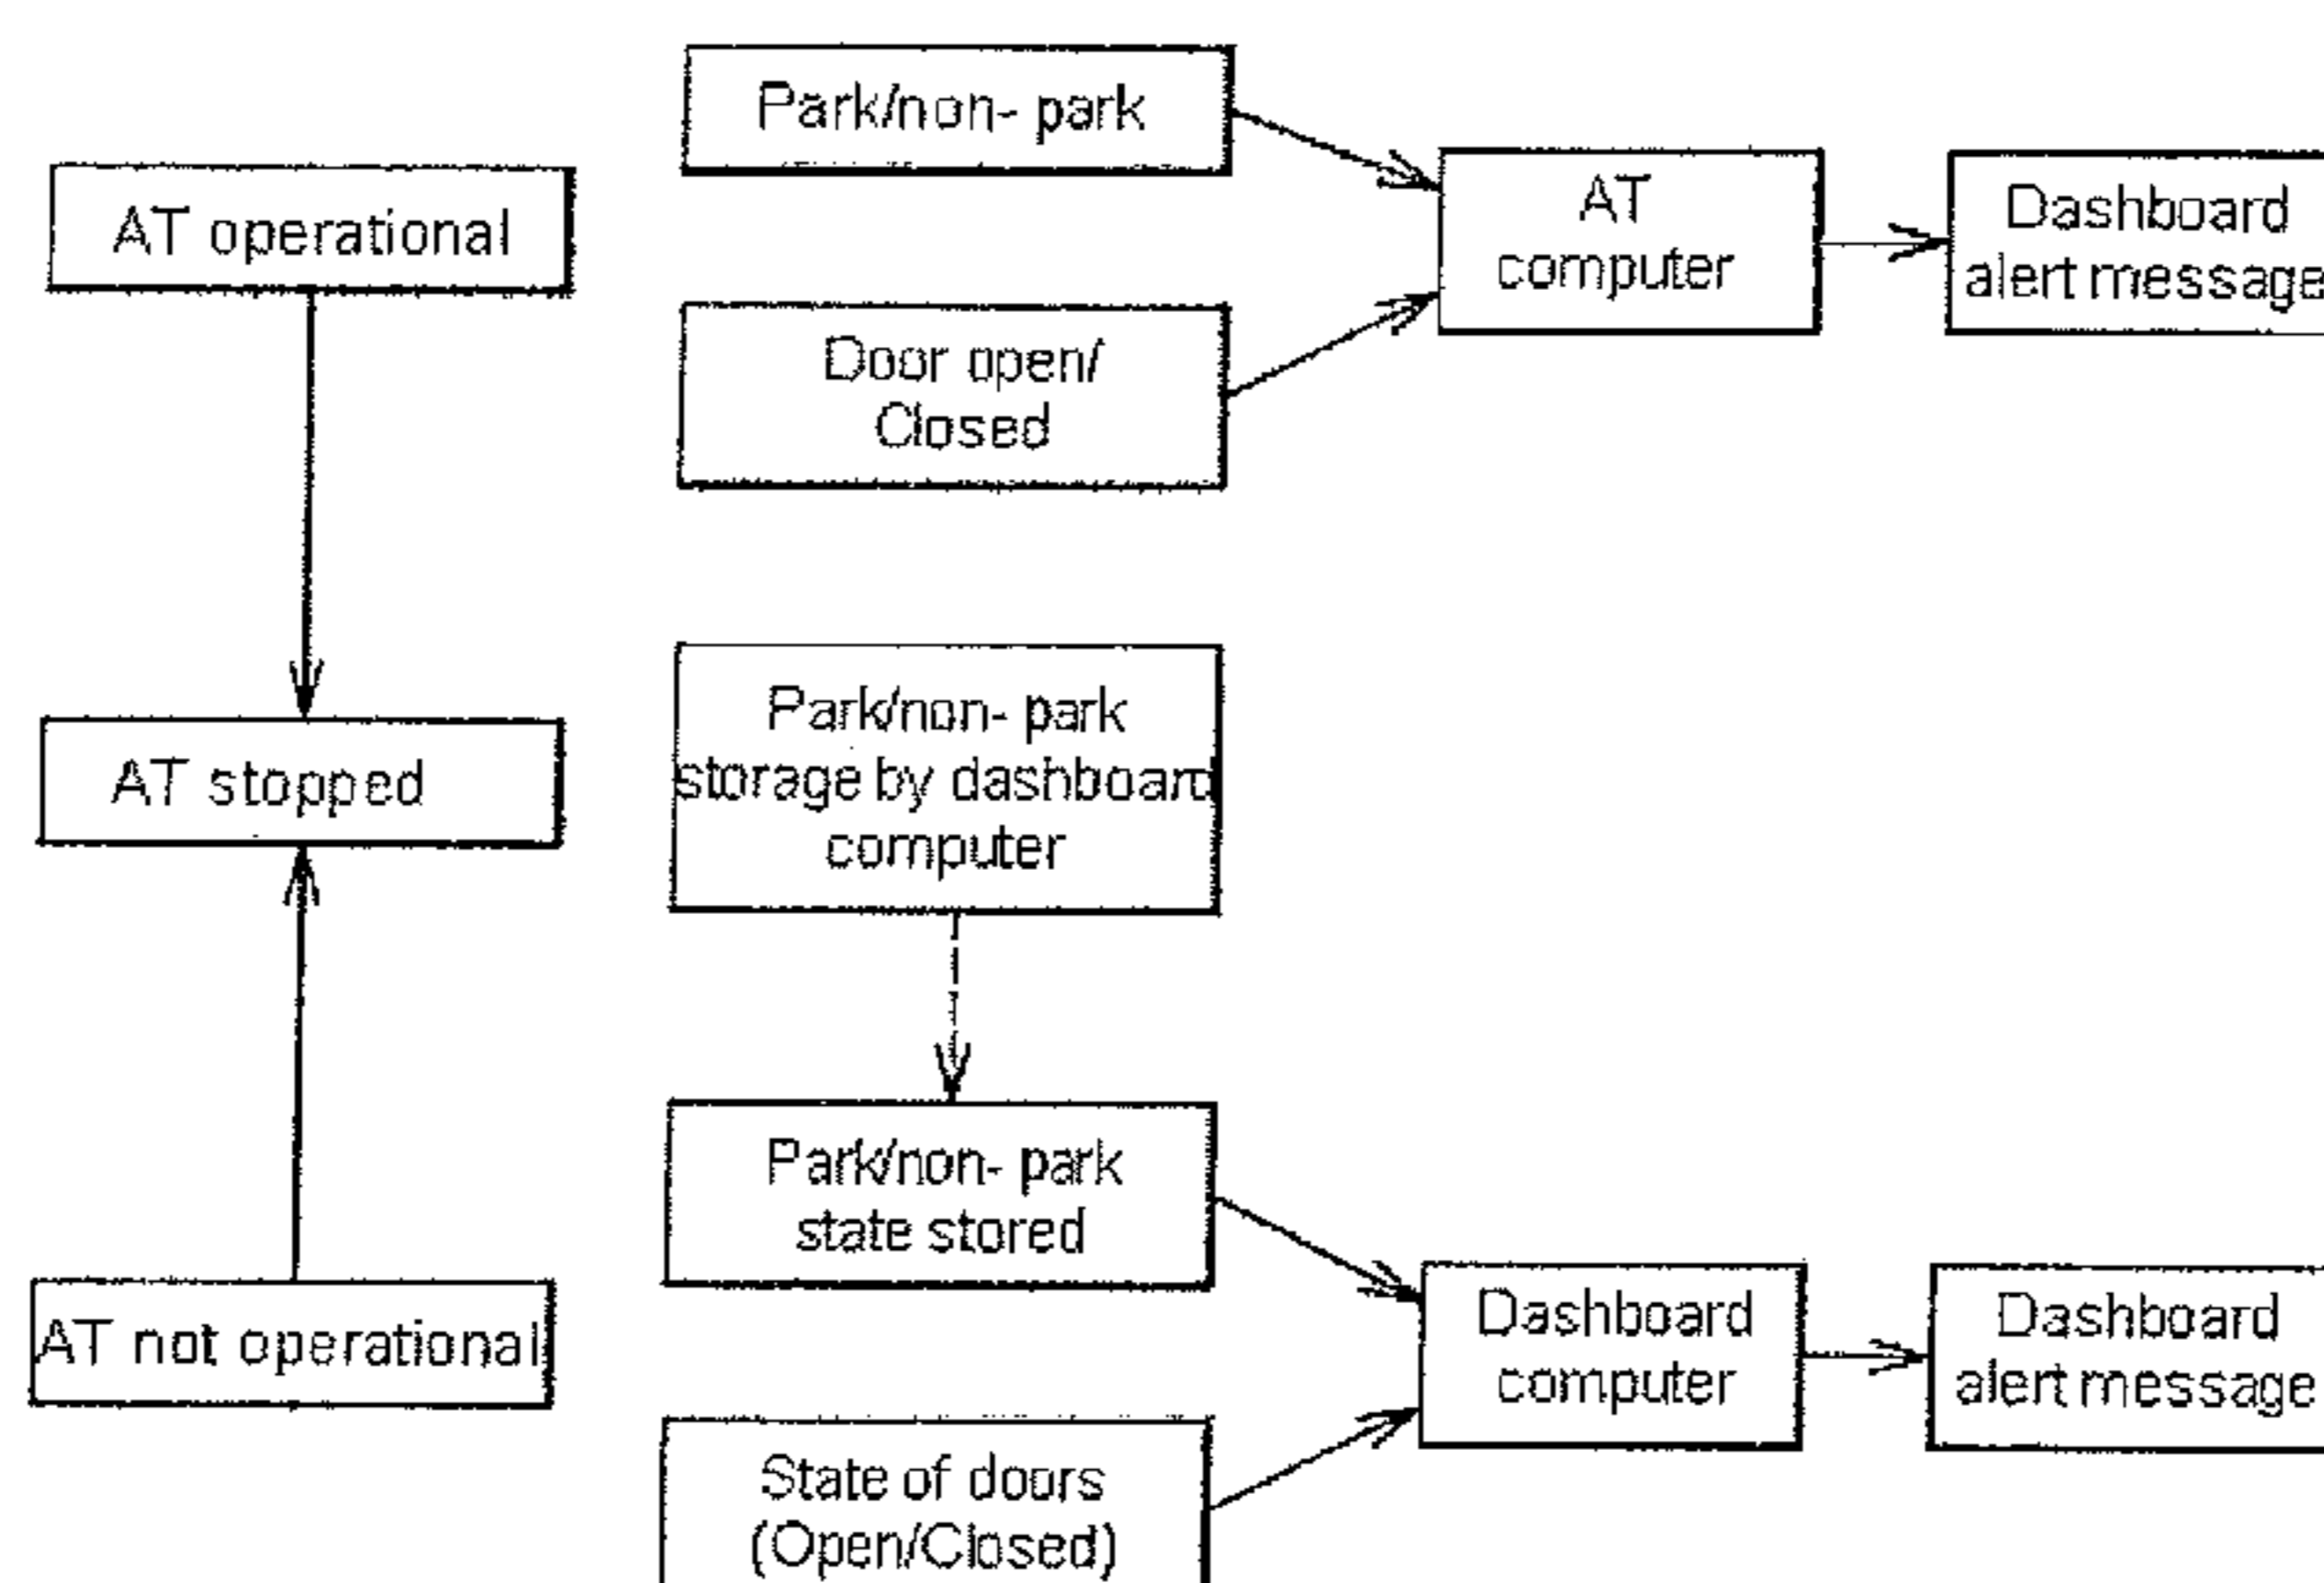 Park/non- park
AT operational
AT
computer
Dashboard
alert message
Door open/
Closed
AT stopped
Park/non- park
storage by dashboard
computer
Park/non- park
state stored
AT not operational
Dashboard
computer
Dashboard
alert message
State of doors
(Open/Closed)